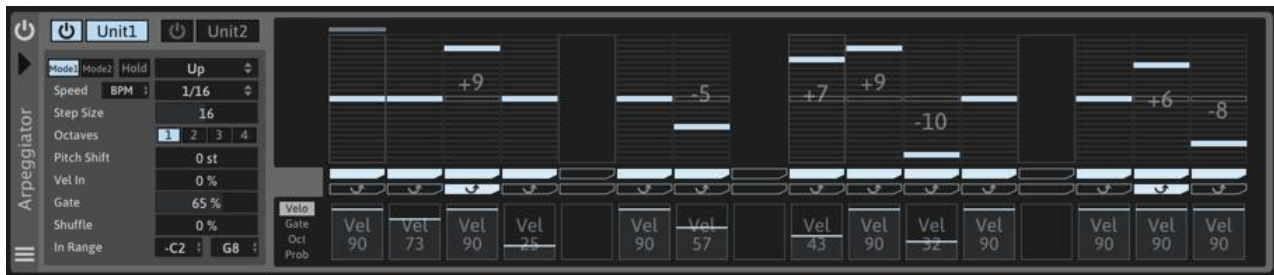 Arpeggiator
Unit1 Unit2
Mode1 Mode2 Hold Up
Speed BPM 1/16
Step Size 16
Octaves 1 2 3 4
Pitch Shift 0 st
Vel In 0 %
Gate 65 %
Shuffle 0 %
In Range -C2 G8
+9 -5 +7 +9 -10 +6 -8
Velo
Gate
Oct
Prob
Vel Vel Vel Vel Vel Vel Vel Vel Vel Vel Vel Vel Vel
90 73 90 25 90 57 43 90 32 90 90 90 90